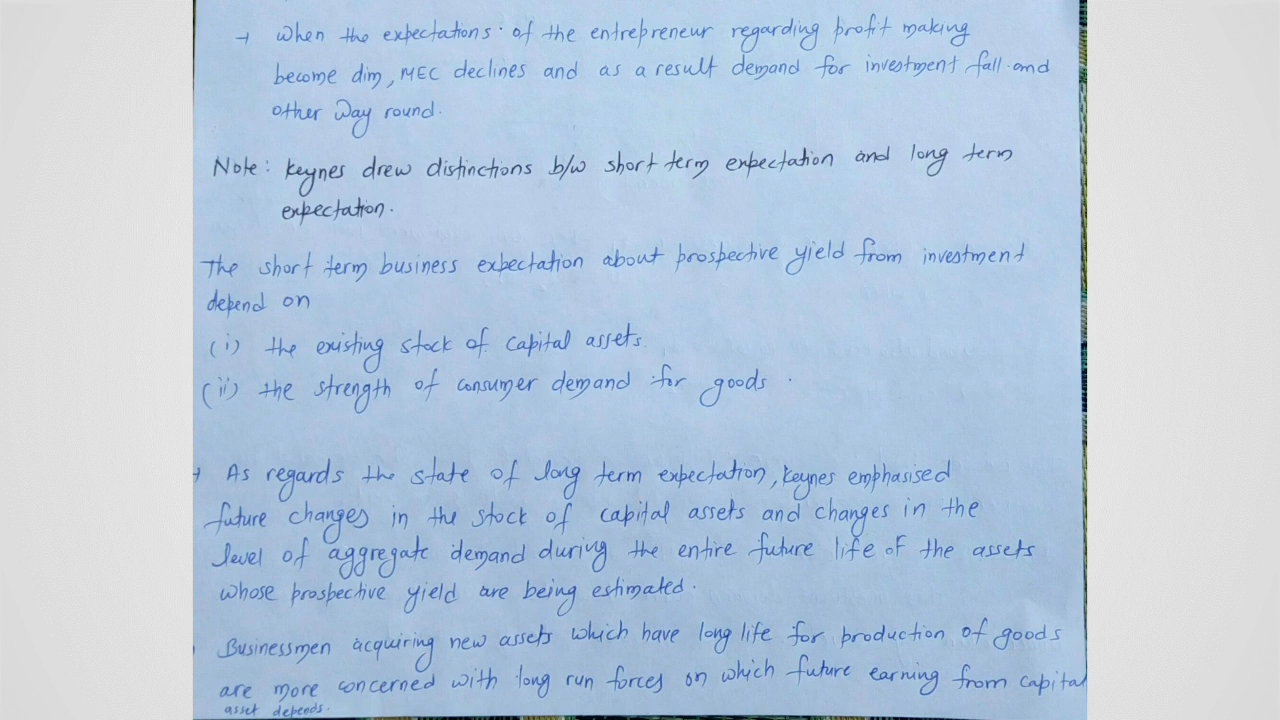 → When the expectations of the entrepreneur regarding profit making
become dim, MEC declines and as a result demand for investment fall and
other way round.
Note: Keynes drew distinctions b/w short term expectation and long term
expectation.
The short term business expectation about prospective yield from investment
depend on
(i) the existing stock of capital assets.
(ii) the strength of consumer demand for goods.
→ As regards the state of long term expectation, Keynes emphasised
future changes in the stock of capital assets and changes in the
level of aggregate demand during the entire future life of the assets
whose prospective yield are being estimated.
Businessmen acquiring new assets which have long life for production of goods
are more concerned with long run forces on which future earning from capital
asset depends.